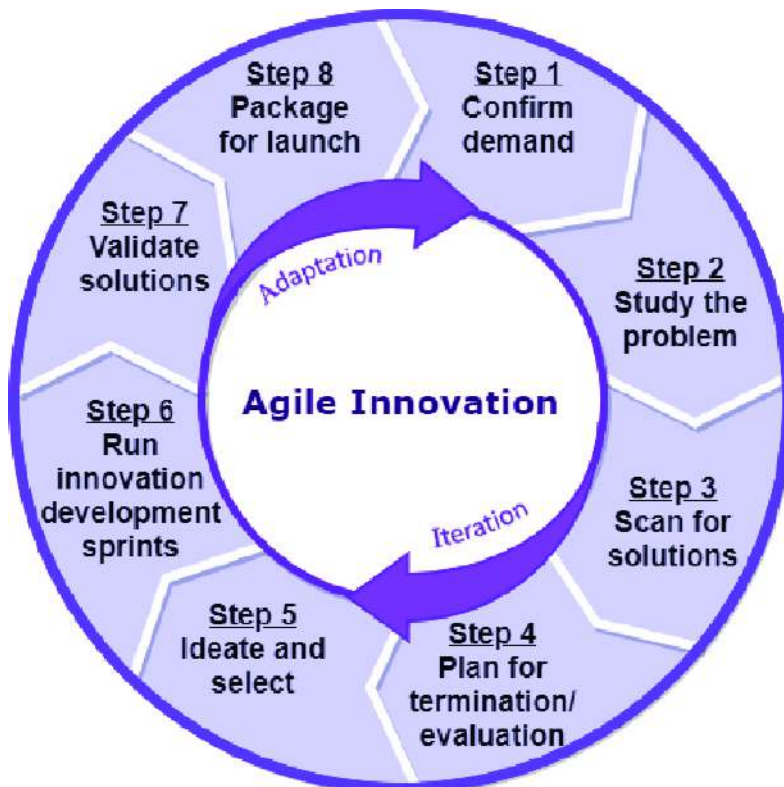 Step 1
Confirm
demand
Step 2
Study the
problem
Step 3
Scan for
solutions
Step 4
Plan for
termination/
evaluation
Step 5
Ideate and
select
Step 6
Run
innovation
development
sprints
Step 7
Validate
solutions
Step 8
Package
for launch
Adaptation
Agile Innovation
Iteration